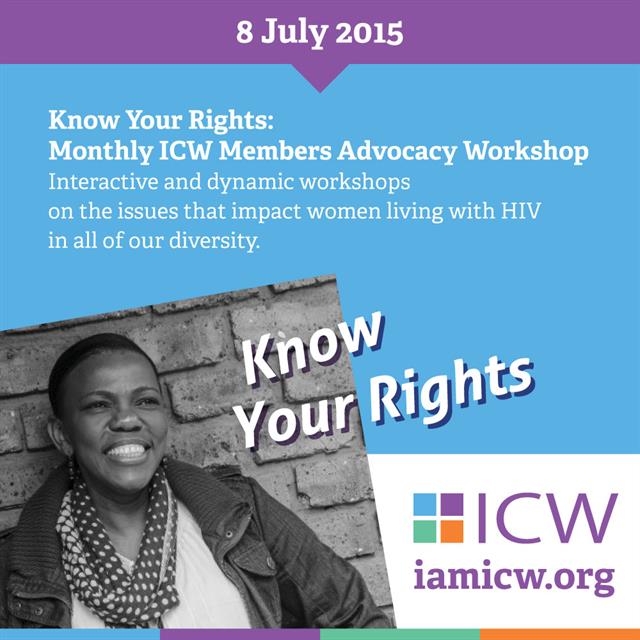 8 July 2015
Know Your Rights:
Monthly ICW Members Advocacy Workshop
Interactive and dynamic workshops
on the issues that impact women living with HIV
in all of our diversity.
Know
Your Rights
ICW
iamicw.org